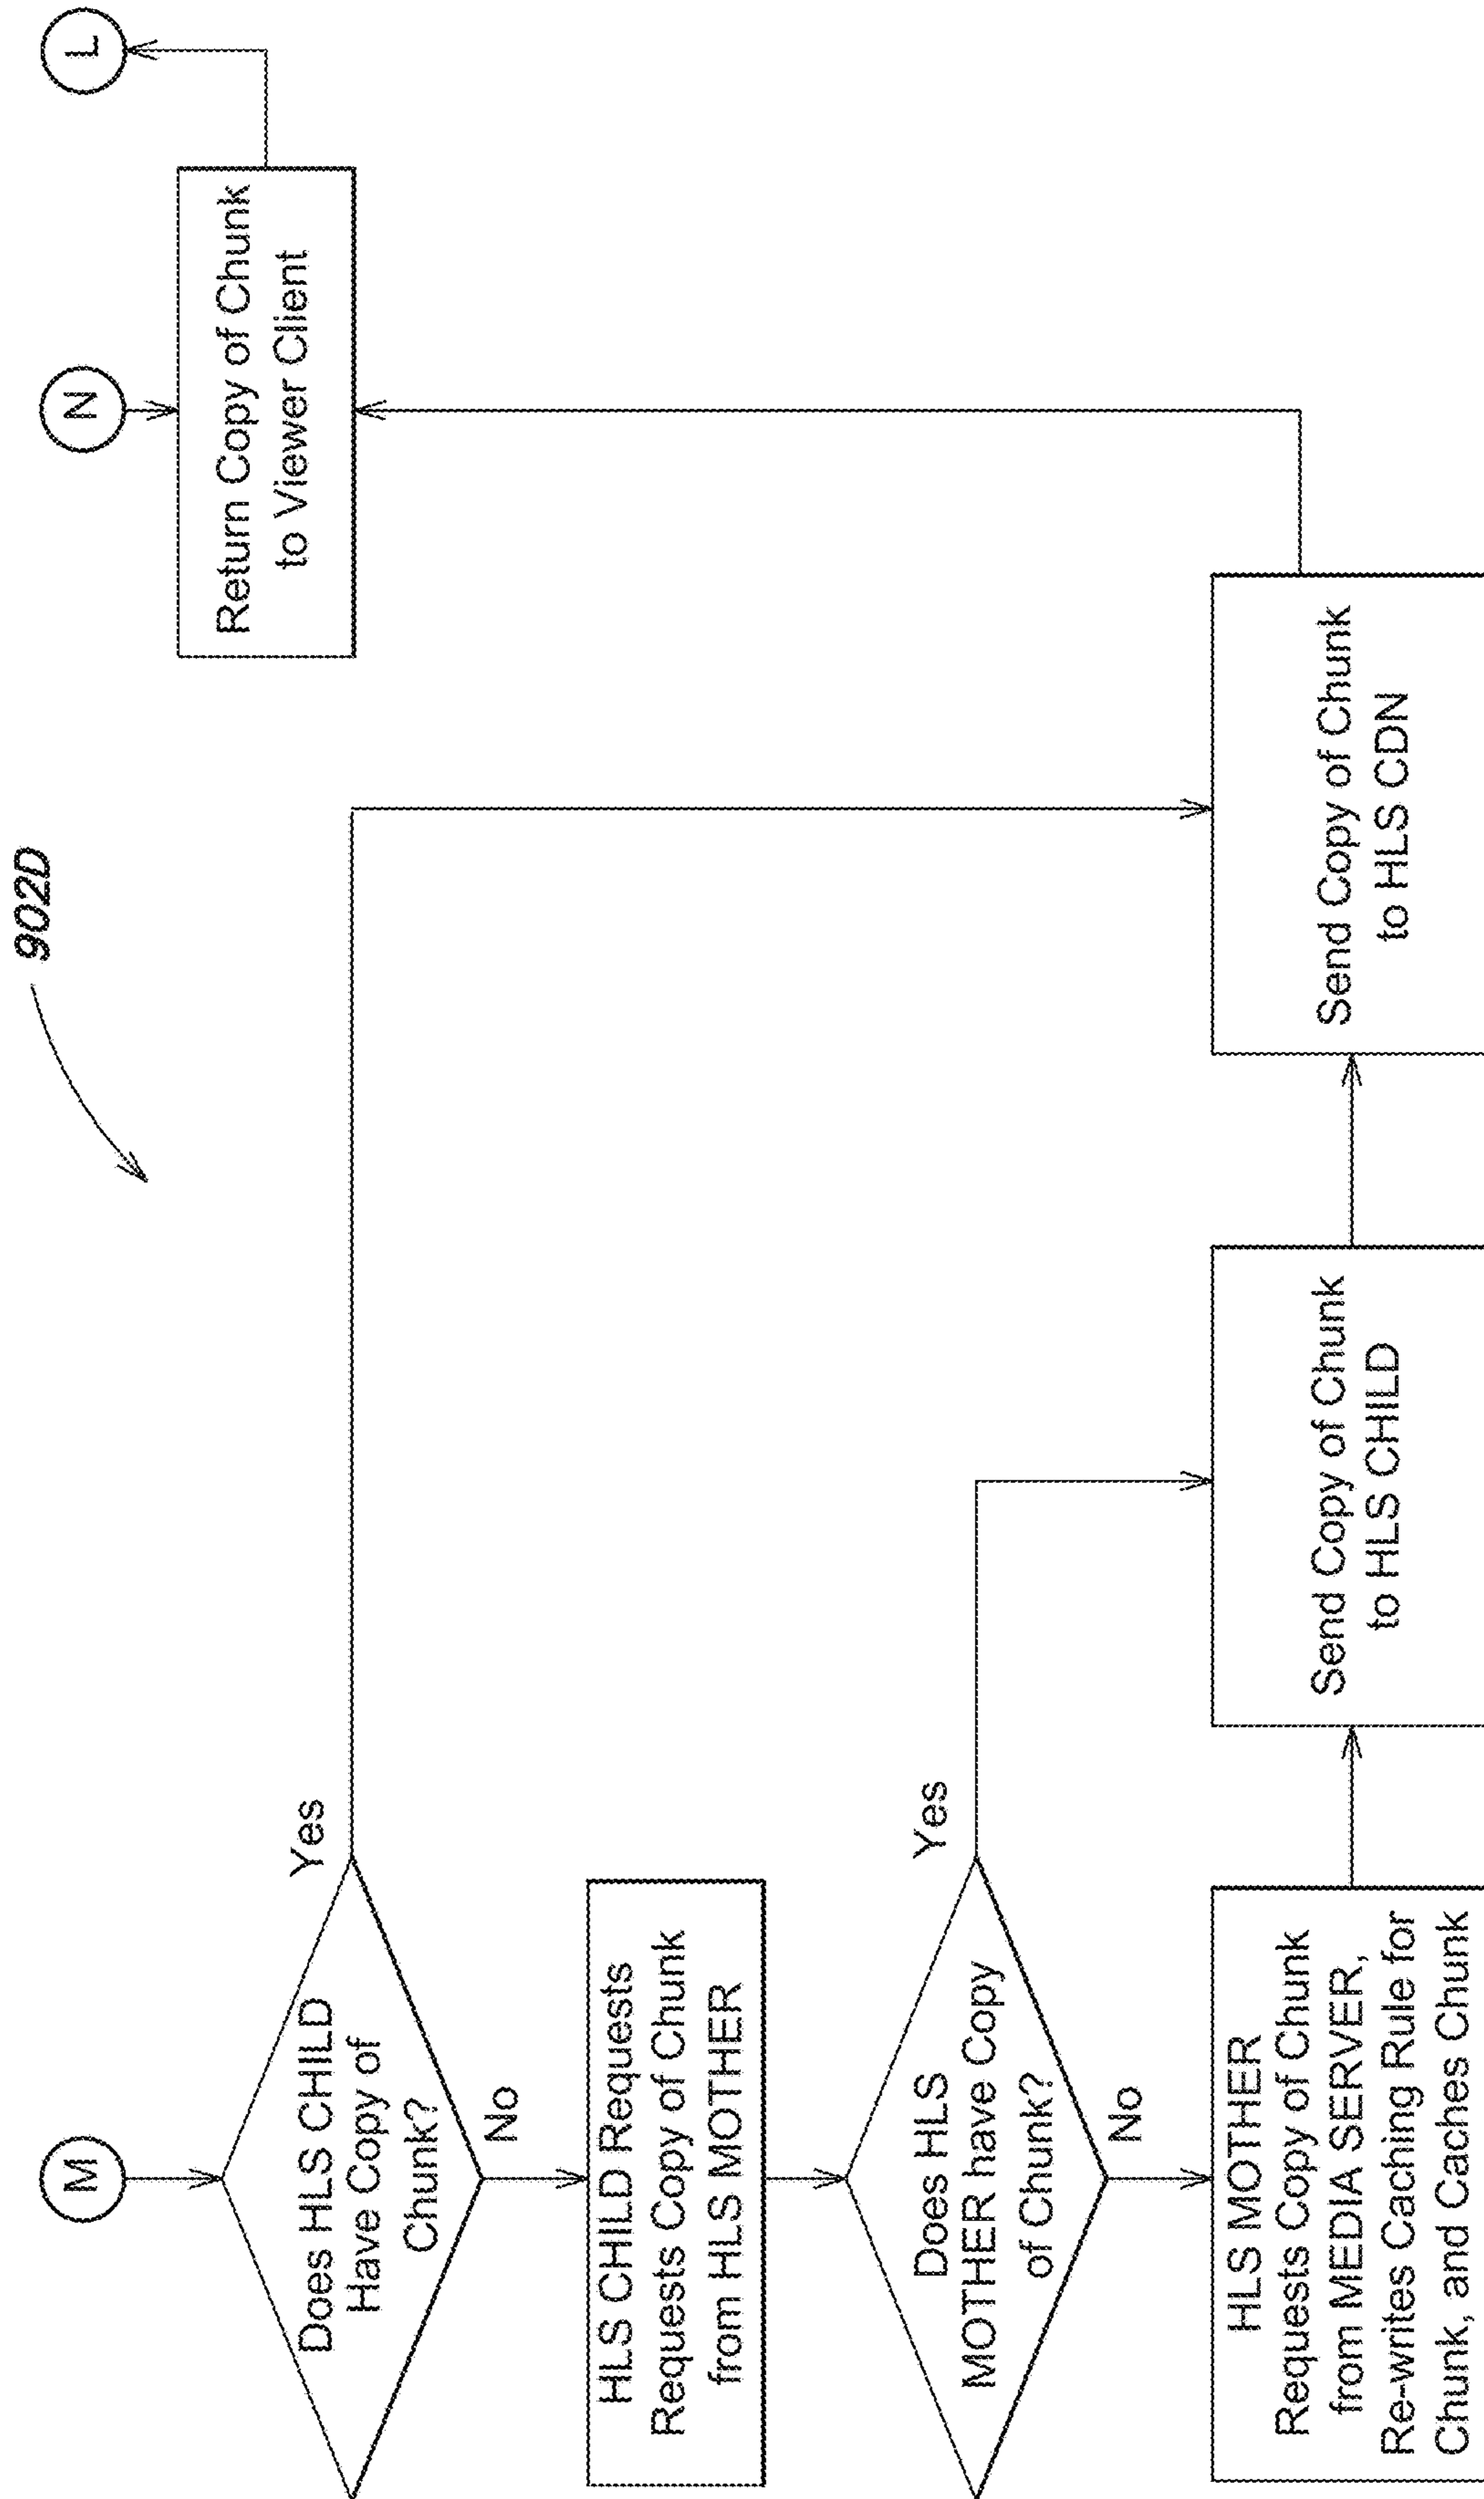 902D
M
Does HLS CHILD
Have Copy of
Chunk?
Yes
No
HLS CHILD Requests
Requests Copy of Chunk
from HLS MOTHER
Does HLS
MOTHER have Copy
of Chunk?
Yes
No
HLS MOTHER
Requests Copy of Chunk
from MEDIA SERVER,
Re-writes Caching Rule for
Chunk, and Caches Chunk
Send Copy of Chunk
to HLS CHILD
Send Copy of Chunk
to HLS CDN
N
Return Copy of Chunk
to Viewer Client
L